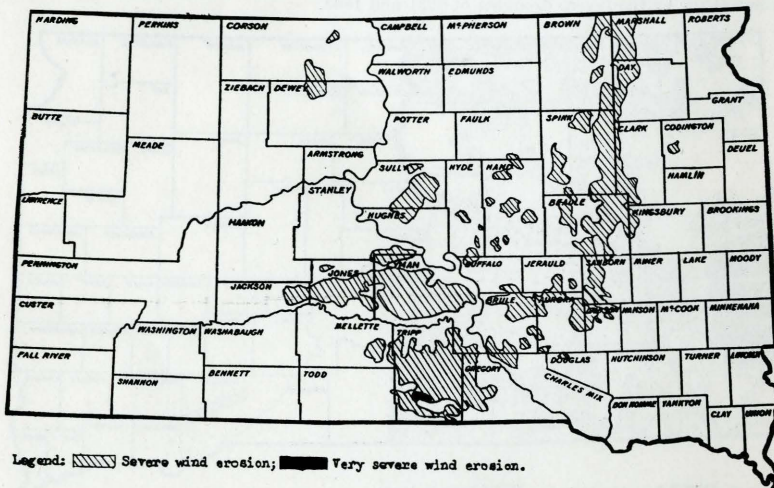 HARDING
PERKINS
CORSON
CAMPBELL
McPHERSON
BROWN
MARSHALL
ROBERTS
WALWORTH
EDMUNDS
DAY
ZIEBACH
DEWEY
GRANT
BUTTE
MEADE
POTTER
FAULK
SPINK
CLARK
CODINGTON
DEUEL
ARMSTRONG
HAMLIN
SULLY
HYDE
HAND
STANLEY
LAWRENCE
HAAKON
HUGHES
BEADLE
KINGSBURY
BROOKINGS
PENNINGTON
JACKSON
JONES
LYMAN
BUFFALO
JERAULD
SANBORN
MINER
LAKE
MOODY
CUSTER
WASHINGTON
WASHABAUGH
MELLETTE
TRIPP
BRULE
AURORA
HANSON
McCOOK
MINNEHAHA
FALL RIVER
SHANNON
BENNETT
TODD
GREGORY
DOUGLAS
CHARLES MIX
HUTCHINSON
TURNER
LINCOLN
BON HOMME
YANKTON
CLAY
UNION
Legend: Severe wind erosion; Very severe wind erosion.